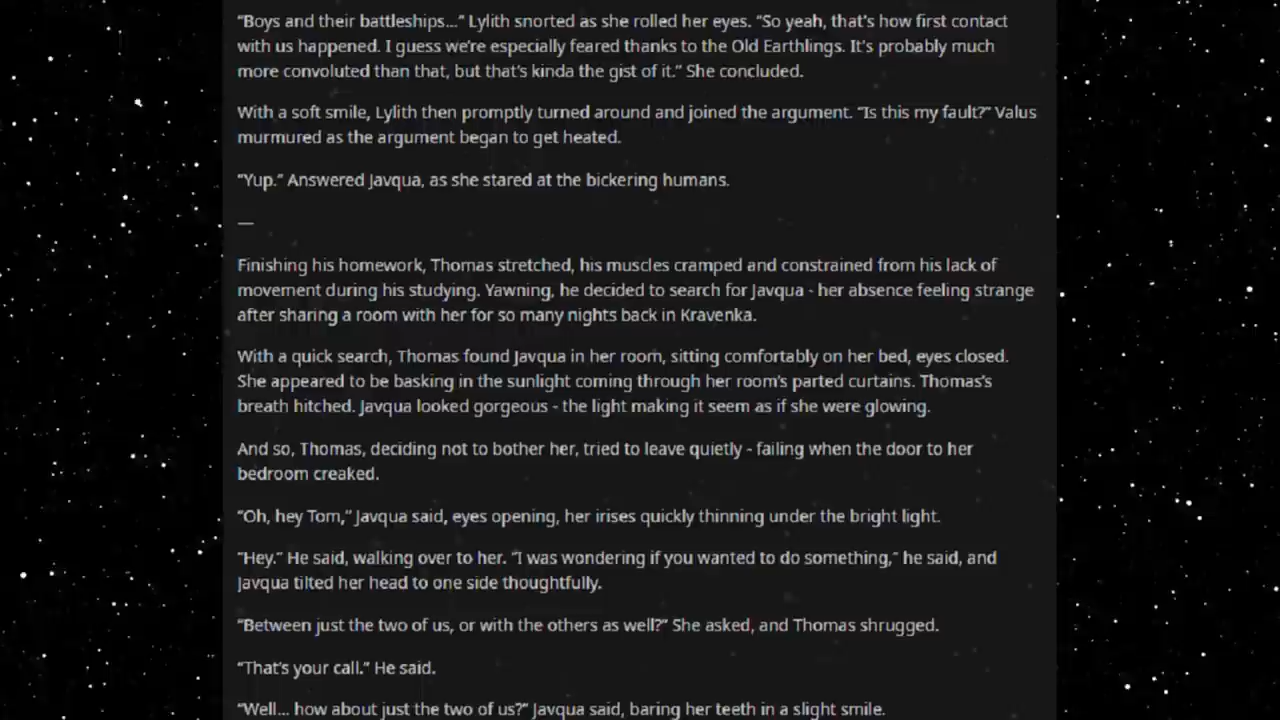 “Boys and their battleships...” Lylith snorted as she rolled her eyes. “So yeah, that's how first contact
with us happened. I guess we're especially feared thanks to the Old Earthlings. It's probably much
more convoluted than that, but that's kinda the gist of it.” She concluded.
With a soft smile, Lylith then promptly turned around and joined the argument. “Is this my fault?” Valus
murmured as the argument began to get heated.
“Yup.” Answered Javqua, as she stared at the bickering humans.
—
Finishing his homework, Thomas stretched, his muscles cramped and constrained from his lack of
movement during his studying. Yawning, he decided to search for Javqua - her absence feeling strange
after sharing a room with her for so many nights back in Kravenka.
With a quick search, Thomas found Javqua in her room, sitting comfortably on her bed, eyes closed.
She appeared to be basking in the sunlight coming through her room's parted curtains. Thomas's
breath hitched. Javqua looked gorgeous - the light making it seem as if she were glowing.
And so, Thomas, deciding not to bother her, tried to leave quietly - failing when the door to her
bedroom creaked.
“Oh, hey Tom,” Javqua said, eyes opening, her irises quickly thinning under the bright light.
“Hey.” He said, walking over to her. “I was wondering if you wanted to do something,” he said, and
Javqua tilted her head to one side thoughtfully.
“Between just the two of us, or with the others as well?” She asked, and Thomas shrugged.
“That's your call.” He said.
“Well... how about just the two of us?” Javqua said, baring her teeth in a slight smile.